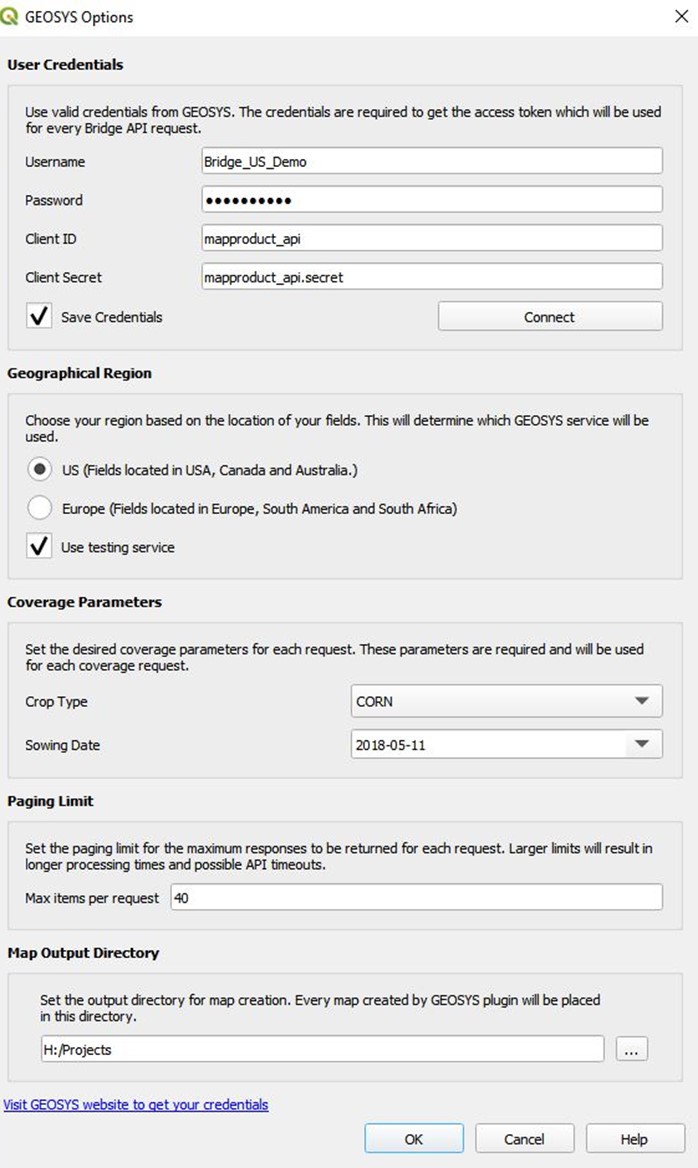 GEOSYS Options
User Credentials
Use valid credentials from GEOSYS. The credentials are required to get the access token which will be used
for every Bridge API request.
Username Bridge_US_Demo
Password ●●●●●●●●●●
Client ID mapproduct_api
Client Secret mapproduct_api.secret
Save Credentials Connect
Geographical Region
Choose your region based on the location of your fields. This will determine which GEOSYS service will be
used.
US (Fields located in USA, Canada and Australia.)
Europe (Fields located in Europe, South America and South Africa)
Use testing service
Coverage Parameters
Set the desired coverage parameters for each request. These parameters are required and will be used
for each coverage request.
Crop Type CORN
Sowing Date 2018-05-11
Paging Limit
Set the paging limit for the maximum responses to be returned for each request. Larger limits will result in
longer processing times and possible API timeouts.
Max items per request 40
Map Output Directory
Set the output directory for map creation. Every map created by GEOSYS plugin will be placed
in this directory.
H:/Projects ...
Visit GEOSYS website to get your credentials
OK Cancel Help